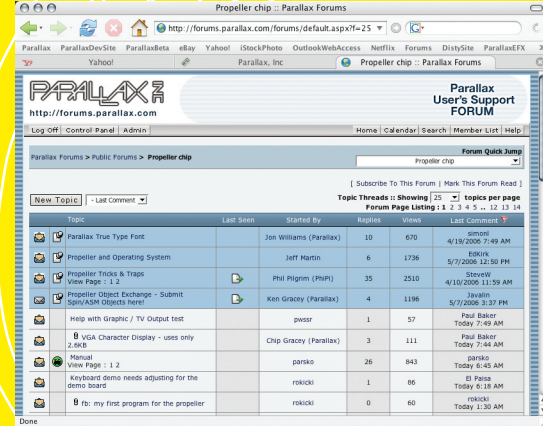 Propeller chip :: Parallax Forums
http://forums.parallax.com/forums/default.aspx?f=25
Parallax ParallaxDevSite ParallaxBeta eBay Yahoo! iStockPhoto OutlookWebAccess Netflix Forums DistySite ParallaxEFX
Yahoo! Parallax, Inc Propeller chip :: Parallax Forums
PARALLAX
http://forums.parallax.com
Parallax
User's Support
FORUM
Log Off Control Panel Admin Home Calendar Search Member List Help
Forum Quick Jump
Parallax Forums > Public Forums > Propeller chip
Propeller chip
[ Subscribe To This Forum | Mark This Forum Read ]
New Topic - Last Comment Topic Threads :: Showing 25 topics per page
Forum Page Listing : 1 2 3 4 5 .. 12 13 14
Topic Last Seen Started By Replies Views Last Comment
Parallax True Type Font Jon Williams (Parallax) 10 670 simonl
4/19/2006 7:49 AM
Propeller and Operating System Jeff Martin 6 1736 EdKirk
5/7/2006 12:50 PM
Propeller Tricks & Traps
View Page : 1 2 Phil Pilgrim (PhiPi) 35 2510 SteveW
4/10/2006 11:59 AM
Propeller Object Exchange - Submit
Spin/ASM Objects here! Ken Gracey (Parallax) 4 1196 Javalin
5/7/2006 3:37 PM
Help with Graphic / TV Output test pwssr 1 57 Paul Baker
Today 7:49 AM
VGA Character Display - uses only
2.6KB Chip Gracey (Parallax) 3 111 Paul Baker
Today 7:44 AM
Manual
View Page : 1 2 parsko 26 843 parsko
Today 6:45 AM
Keyboard demo needs adjusting for the
demo board rokicki 1 86 El Paisa
Today 6:18 AM
fb: my first program for the propeller rokicki 0 60 rokicki
Today 1:30 AM
Done